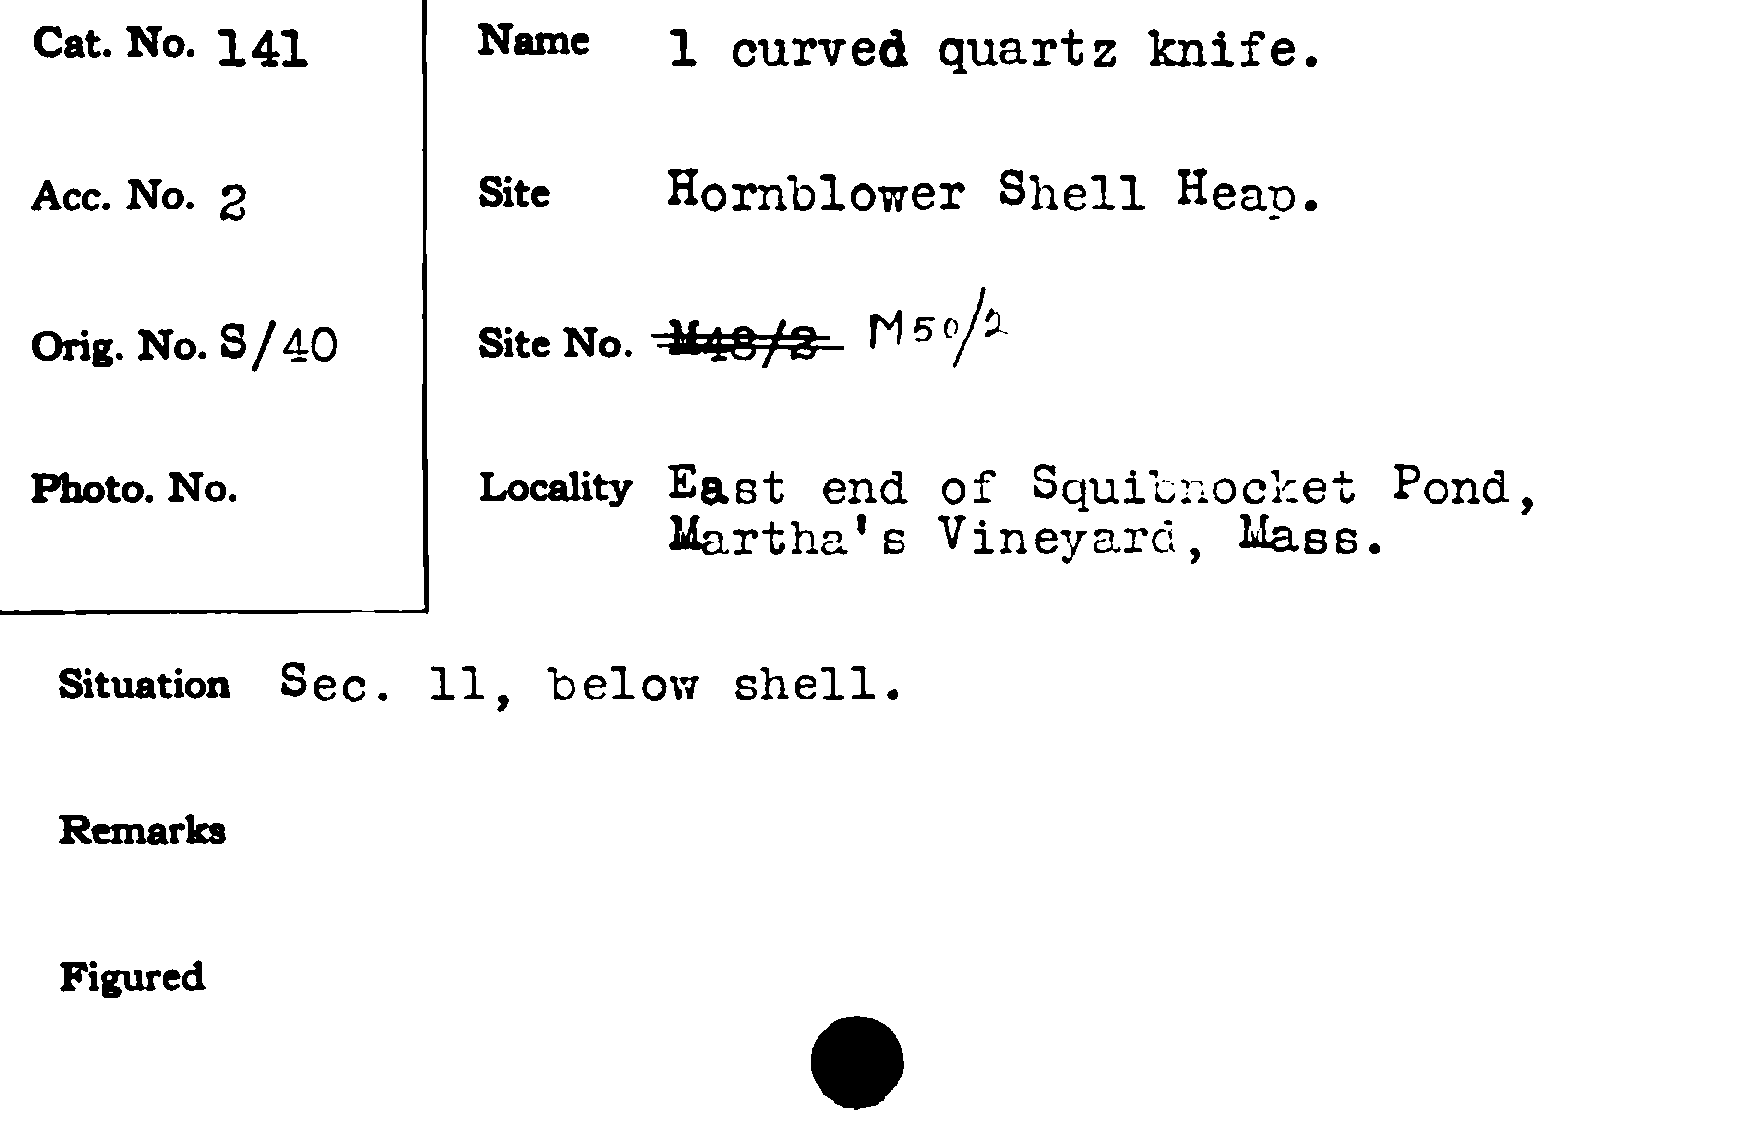 Cat. No. 141
Name 1 curved quartz knife.
Acc. No. 2
Site Hornblower Shell Heap.
Orig. No. S/40
Site No. M48/2 M50/2
Photo. No.
Locality East end of Squibnocket Pond,
Martha's Vineyard, Mass.
Situation Sec. 11, below shell.
Remarks
Figured